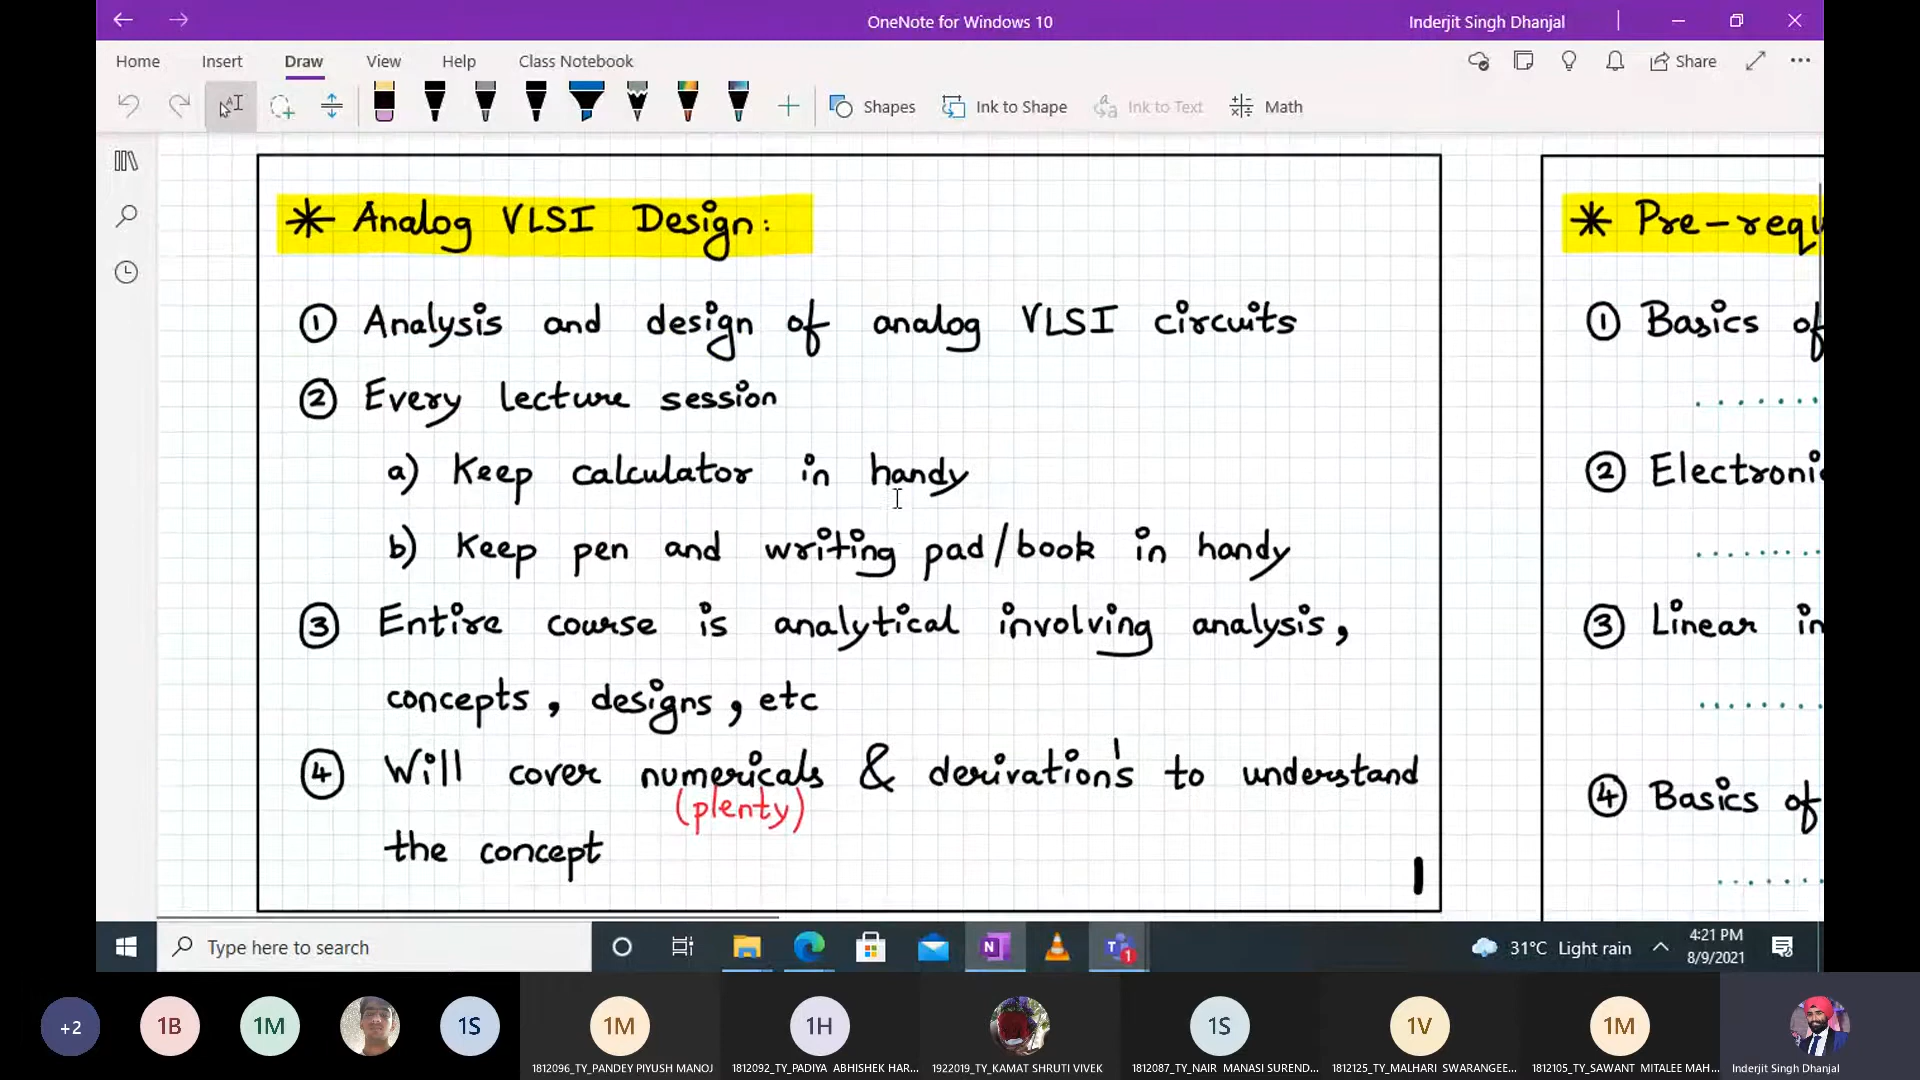 OneNote for Windows 10
Inderjit Singh Dhanjal
Home Insert Draw View Help Class Notebook
Share
Shapes Ink to Shape Ink to Text Math
* Analog VLSI Design:
① Analysis and design of analog VLSI circuits
② Every lecture session
a) Keep calculator in handy
b) Keep pen and writing pad/book in handy
③ Entire course is analytical involving analysis,
concepts, designs, etc
④ Will cover numericals & derivation's to understand
(plenty)
the concept
1
* Pre-requ
① Basics of
② Electroni
③ Linear in
④ Basics of
Type here to search
31°C Light rain
4:21 PM
8/9/2021
+2 1B 1M 1S 1M 1H 1S 1V 1M
1812096_TY_PANDEY PIYUSH MANOJ
1812092_TY_PADIYA ABHISHEK HAR...
1922019_TY_KAMAT SHRUTI VIVEK
1812087_TY_NAIR MANASI SUREND...
1812125_TY_MALHARI SWARANGEE...
1812105_TY_SAWANT MITALEE MAH...
Inderjit Singh Dhanjal